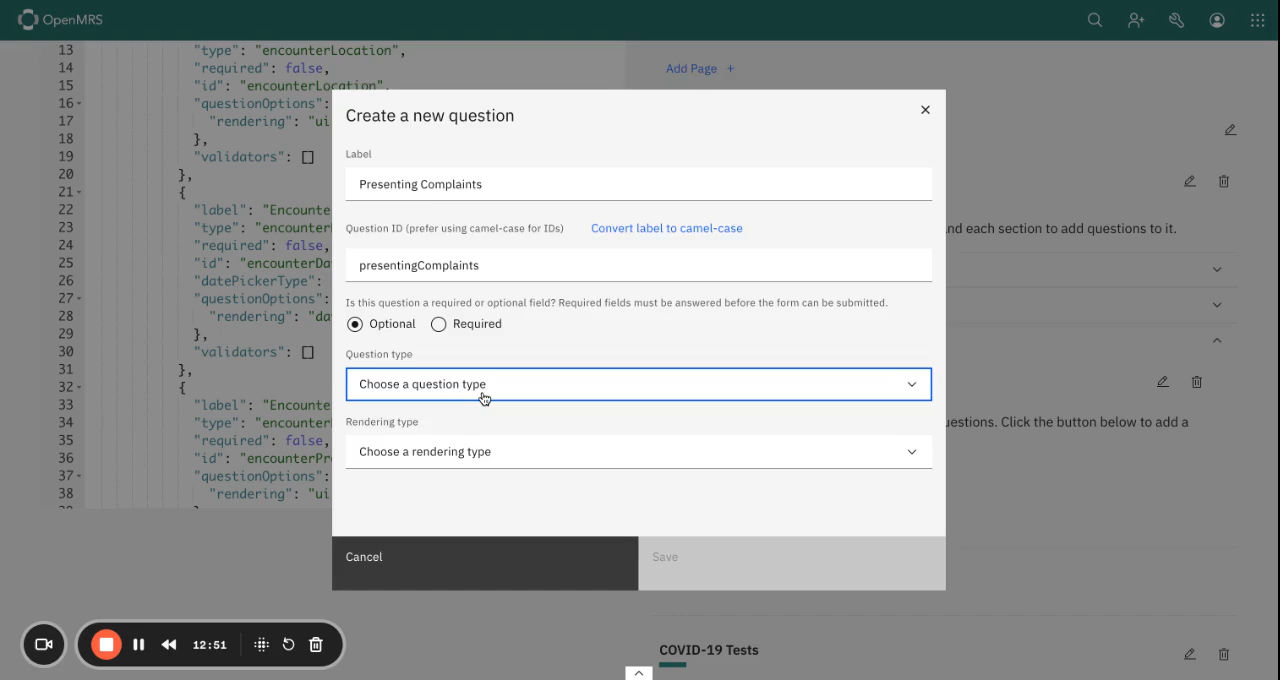 OpenMRS
13 "type": "encounterLocation",
14 "required": false,
15 "id": "encounterLocation",
16 "questionOptions":
17 "rendering": "ui
18 },
19 "validators": []
20 },
21 {
22 "label": "Encounte
23 "type": "encounter
24 "required": false,
25 "id": "encounterDa
26 "datePickerType":
27 "questionOptions":
28 "rendering": "da
29 },
30 "validators": []
31 },
32 {
33 "label": "Encounte
34 "type": "encounter
35 "required": false,
36 "id": "encounterPr
37 "questionOptions":
38 "rendering": "ui
Add Page +
Create a new question
Label
Presenting Complaints
Question ID (prefer using camel-case for IDs) Convert label to camel-case
presentingComplaints
Is this question a required or optional field? Required fields must be answered before the form can be submitted.
Optional Required
Question type
Choose a question type
Rendering type
Choose a rendering type
Cancel Save
nd each section to add questions to it.
uestions. Click the button below to add a
COVID-19 Tests
12:51